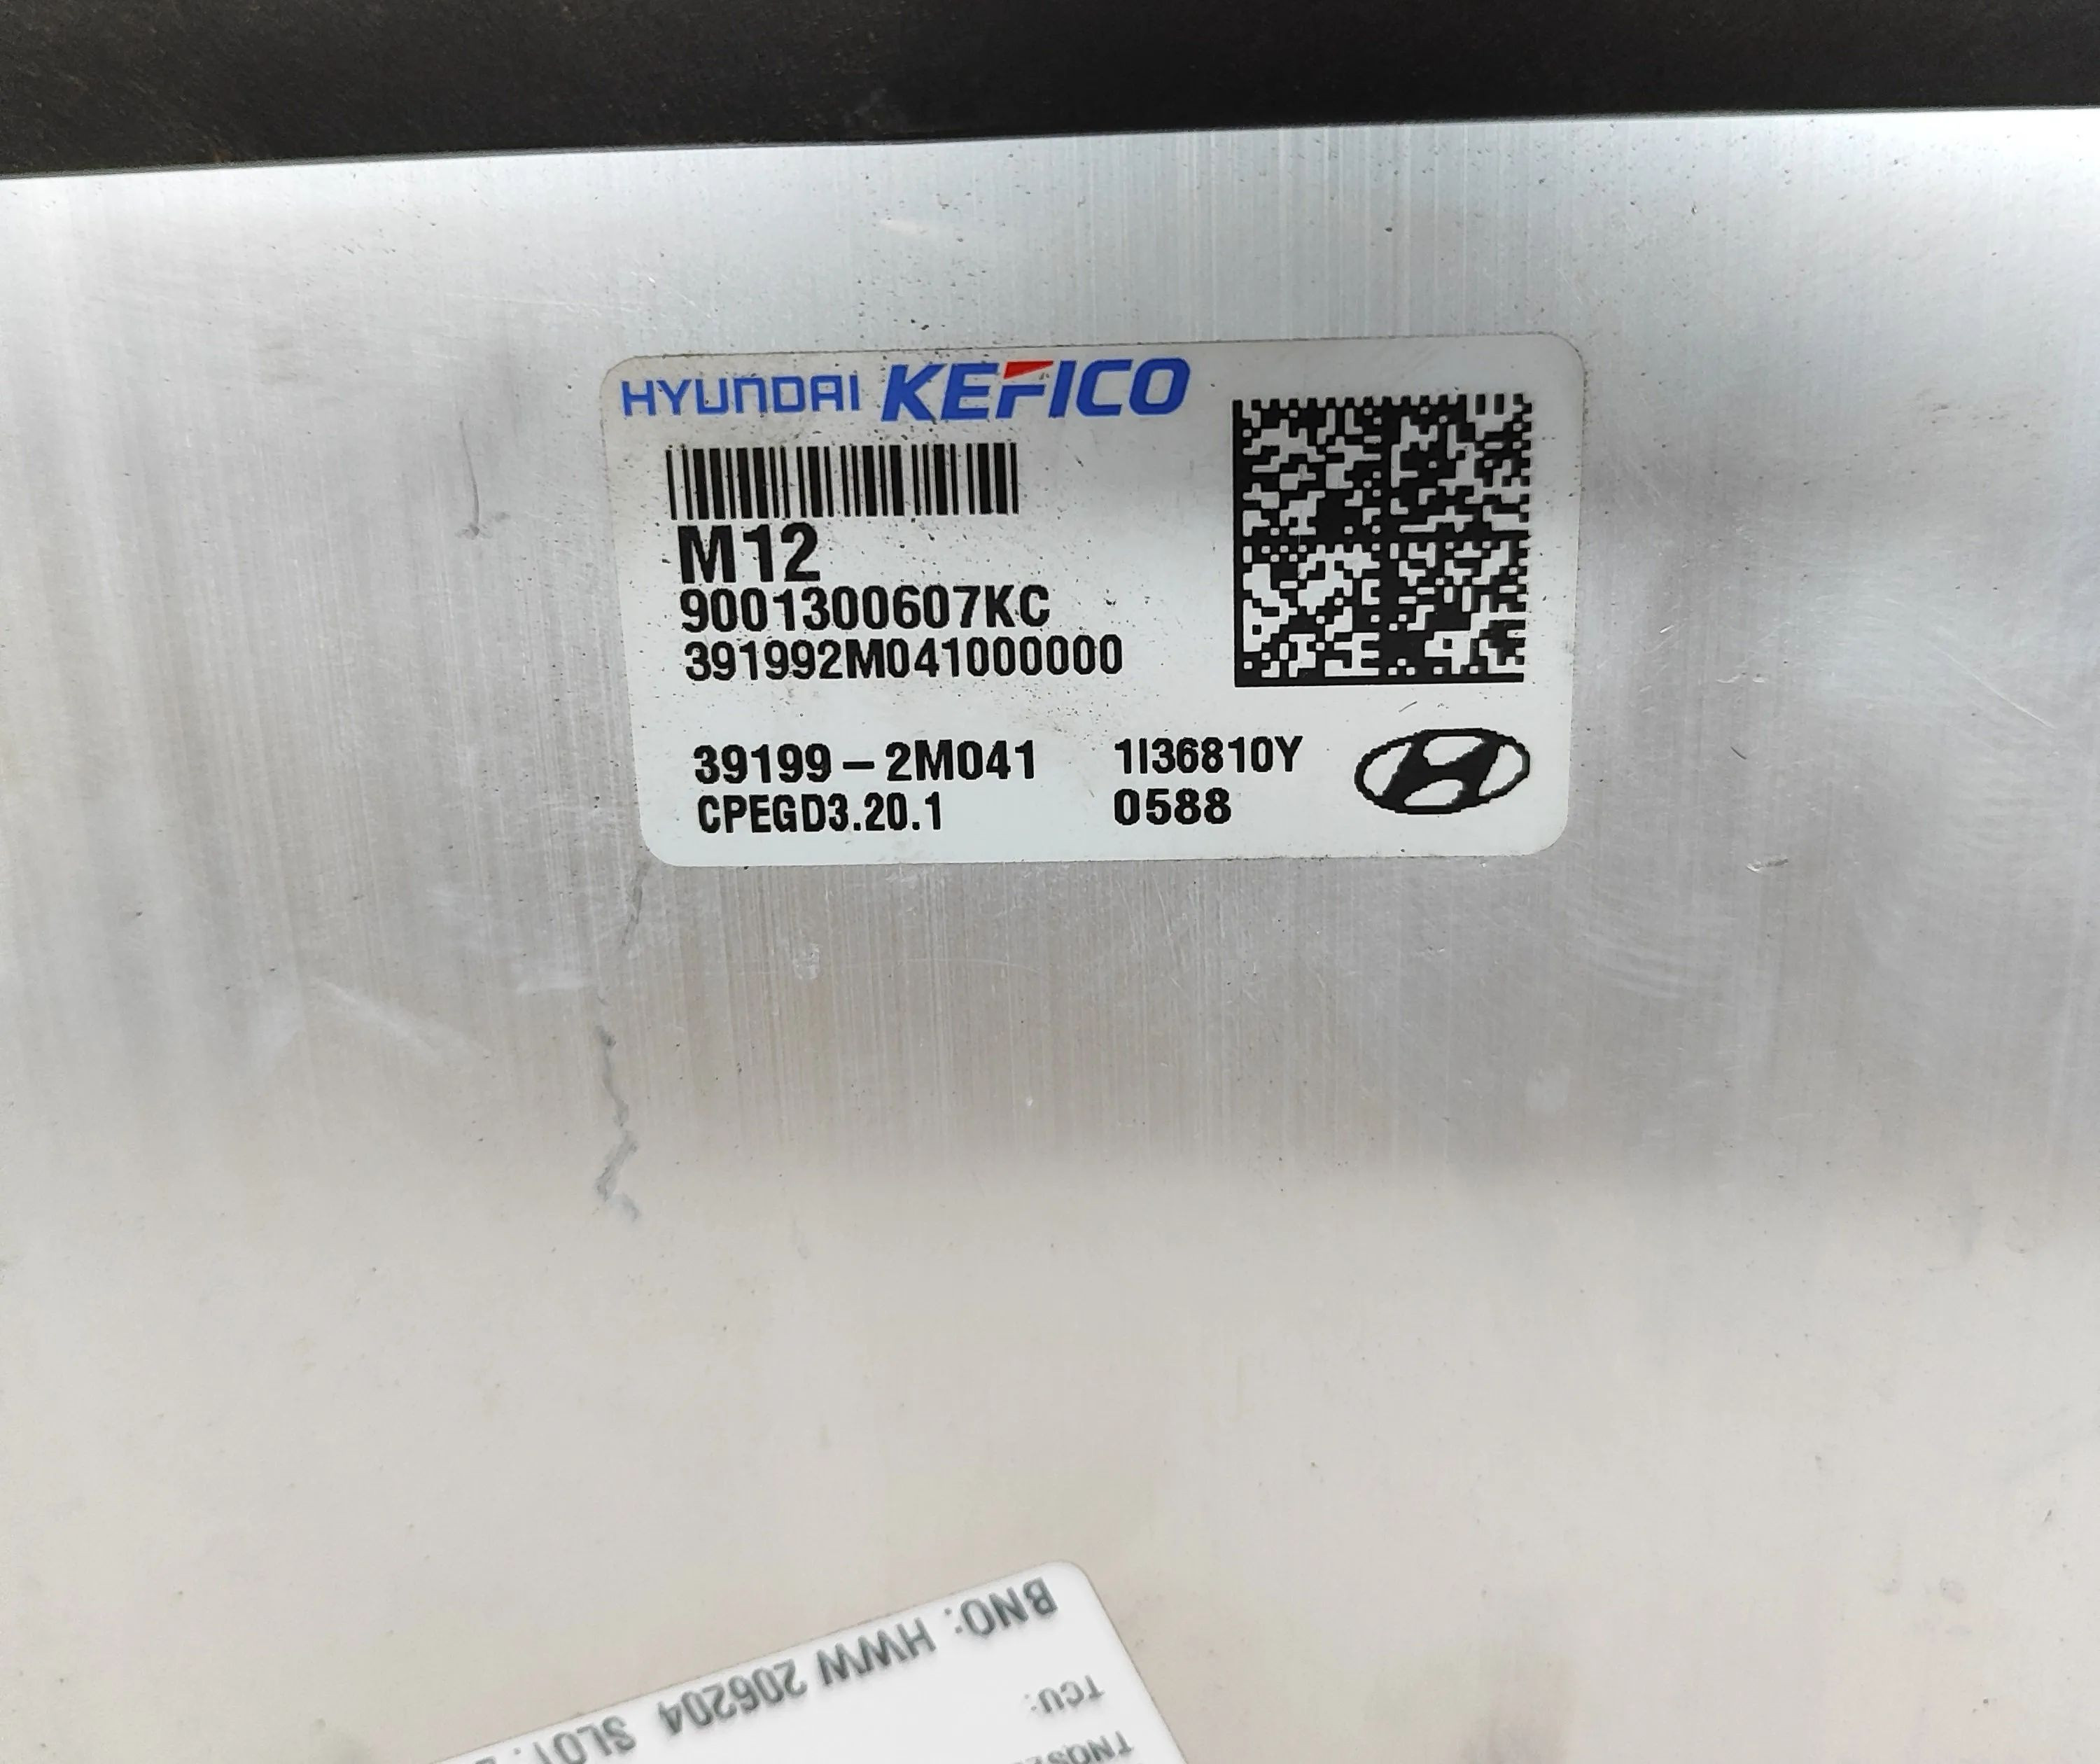 HYUNDAI KEFICO
M12
9001300607KC
391992M041000000
39199-2M041 1I36810Y
CPEGD3.20.1 0588
BNO: HWW 206204 SLOT:
TCU: